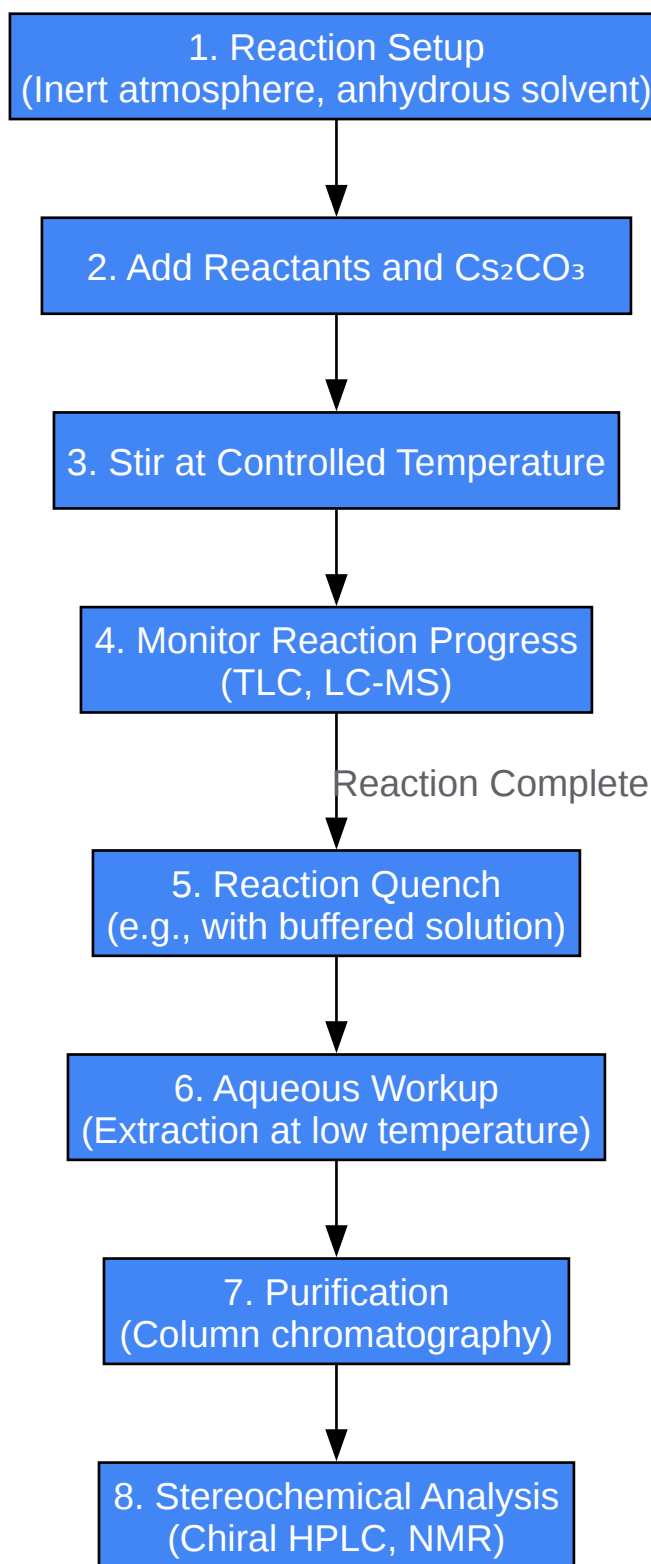 1. Reaction Setup
(Inert atmosphere, anhydrous solvent)
2. Add Reactants and Cs₂CO₃
3. Stir at Controlled Temperature
4. Monitor Reaction Progress
(TLC, LC-MS)
Reaction Complete
5. Reaction Quench
(e.g., with buffered solution)
6. Aqueous Workup
(Extraction at low temperature)
7. Purification
(Column chromatography)
8. Stereochemical Analysis
(Chiral HPLC, NMR)